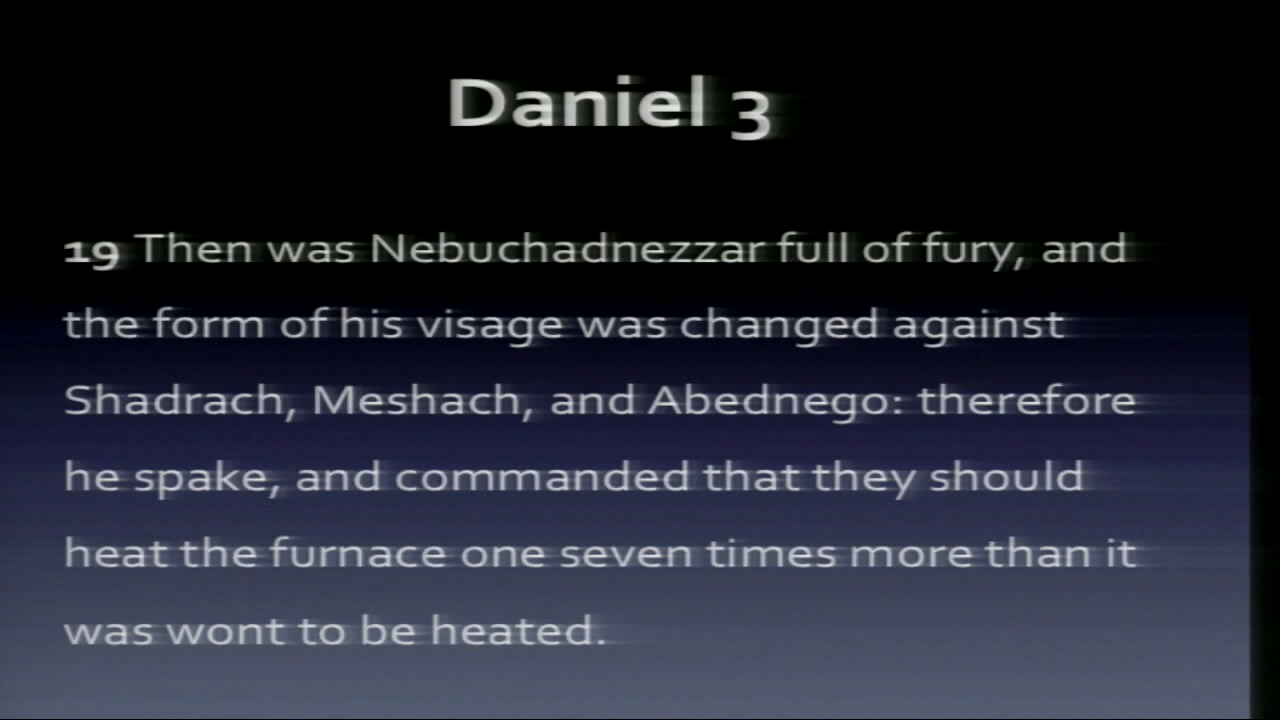 Daniel 3
19 Then was Nebuchadnezzar full of fury, and
the form of his visage was changed against
Shadrach, Meshach, and Abednego: therefore
he spake, and commanded that they should
heat the furnace one seven times more than it
was wont to be heated.